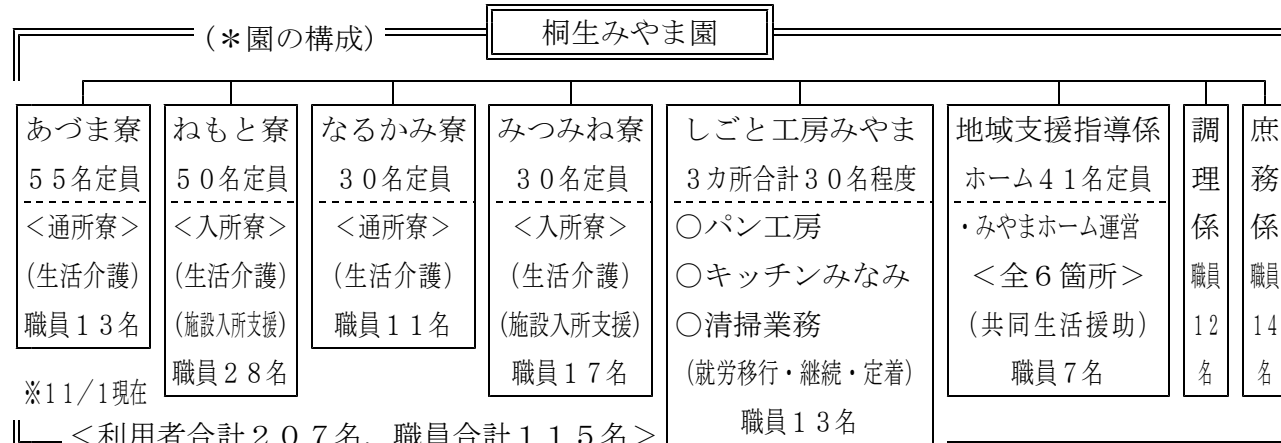 (＊園の構成)
桐生みやま園
あづま寮
５５名定員
＜通所寮＞
(生活介護)
職員１３名
ねもと寮
５０名定員
＜入所寮＞
(生活介護)
(施設入所支援)
職員２８名
なるかみ寮
３０名定員
＜通所寮＞
(生活介護)
職員１１名
みつみね寮
３０名定員
＜入所寮＞
(生活介護)
(施設入所支援)
職員１７名
しごと工房みやま
３カ所合計３０名程度
○パン工房
○キッチンみなみ
○清掃業務
(就労移行・継続・定着)
職員１３名
地域支援指導係
ホーム４１名定員
・みやまホーム運営
＜全６箇所＞
(共同生活援助)
職員７名
調理係
職員
12
名
庶務係
職員
14
名
※11/1現在
＜利用者合計２０７名、職員合計１１５名＞